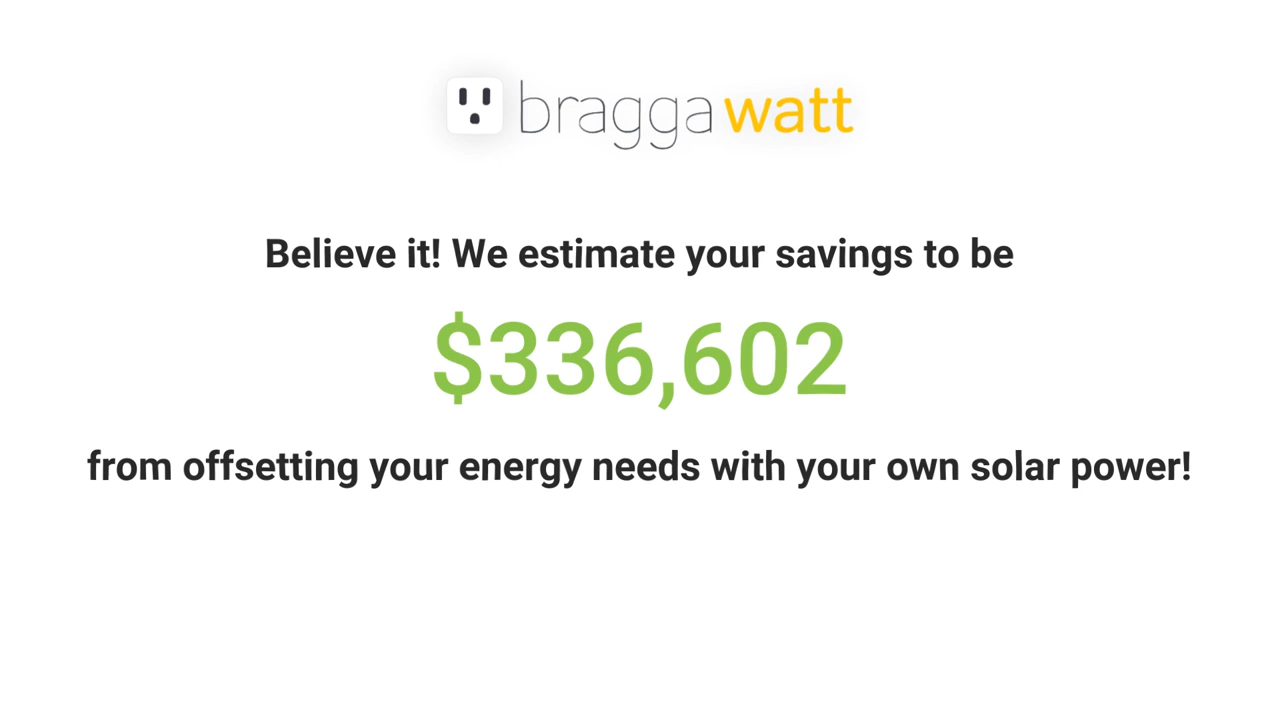 braggawatt
Believe it! We estimate your savings to be
$336,602
from offsetting your energy needs with your own solar power!